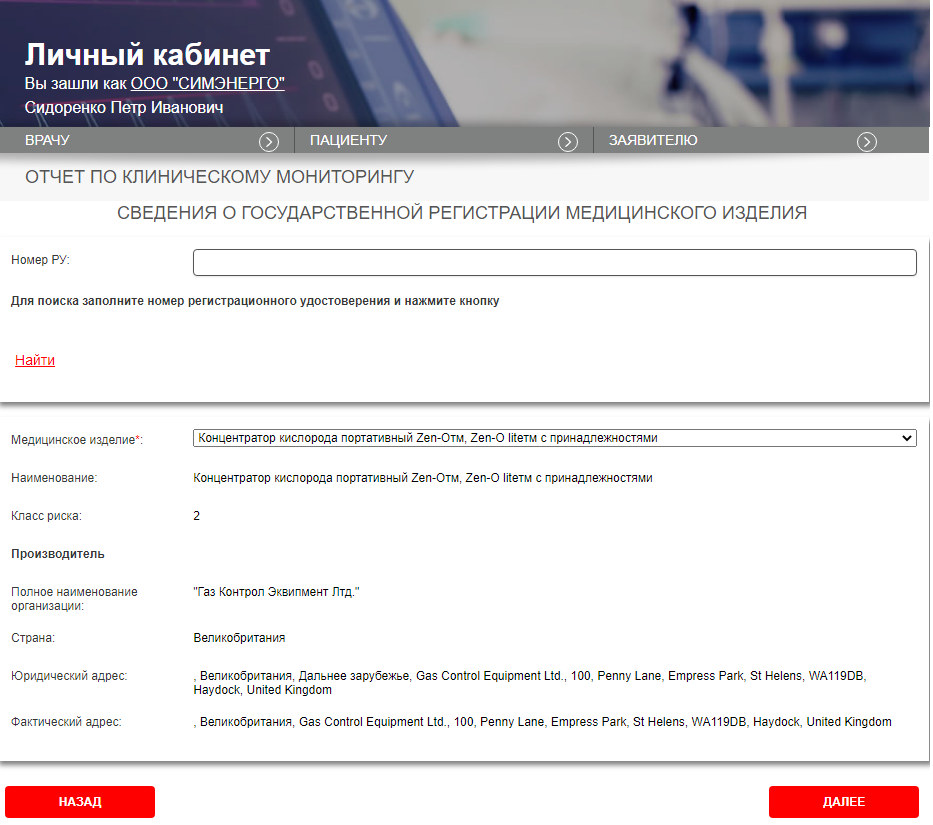 Личный кабинет
Вы зашли как ООО "СИМЭНЕРГО"
Сидоренко Петр Иванович
ВРАЧУ ПАЦИЕНТУ ЗАЯВИТЕЛЮ
ОТЧЕТ ПО КЛИНИЧЕСКОМУ МОНИТОРИНГУ
СВЕДЕНИЯ О ГОСУДАРСТВЕННОЙ РЕГИСТРАЦИИ МЕДИЦИНСКОГО ИЗДЕЛИЯ
Номер РУ:
Для поиска заполните номер регистрационного удостоверения и нажмите кнопку
Найти
Медицинское изделие*: Концентратор кислорода портативный Zen-Oтм, Zen-O liteтм с принадлежностями
Наименование: Концентратор кислорода портативный Zen-Oтм, Zen-O liteтм с принадлежностями
Класс риска: 2
Производитель
Полное наименование "Газ Контрол Эквипмент Лтд."
организации:
Страна: Великобритания
Юридический адрес: , Великобритания, Дальнее зарубежье, Gas Control Equipment Ltd., 100, Penny Lane, Empress Park, St Helens, WA119DB,
Haydock, United Kingdom
Фактический адрес: , Великобритания, Gas Control Equipment Ltd., 100, Penny Lane, Empress Park, St Helens, WA119DB, Haydock, United Kingdom
НАЗАД ДАЛЕЕ